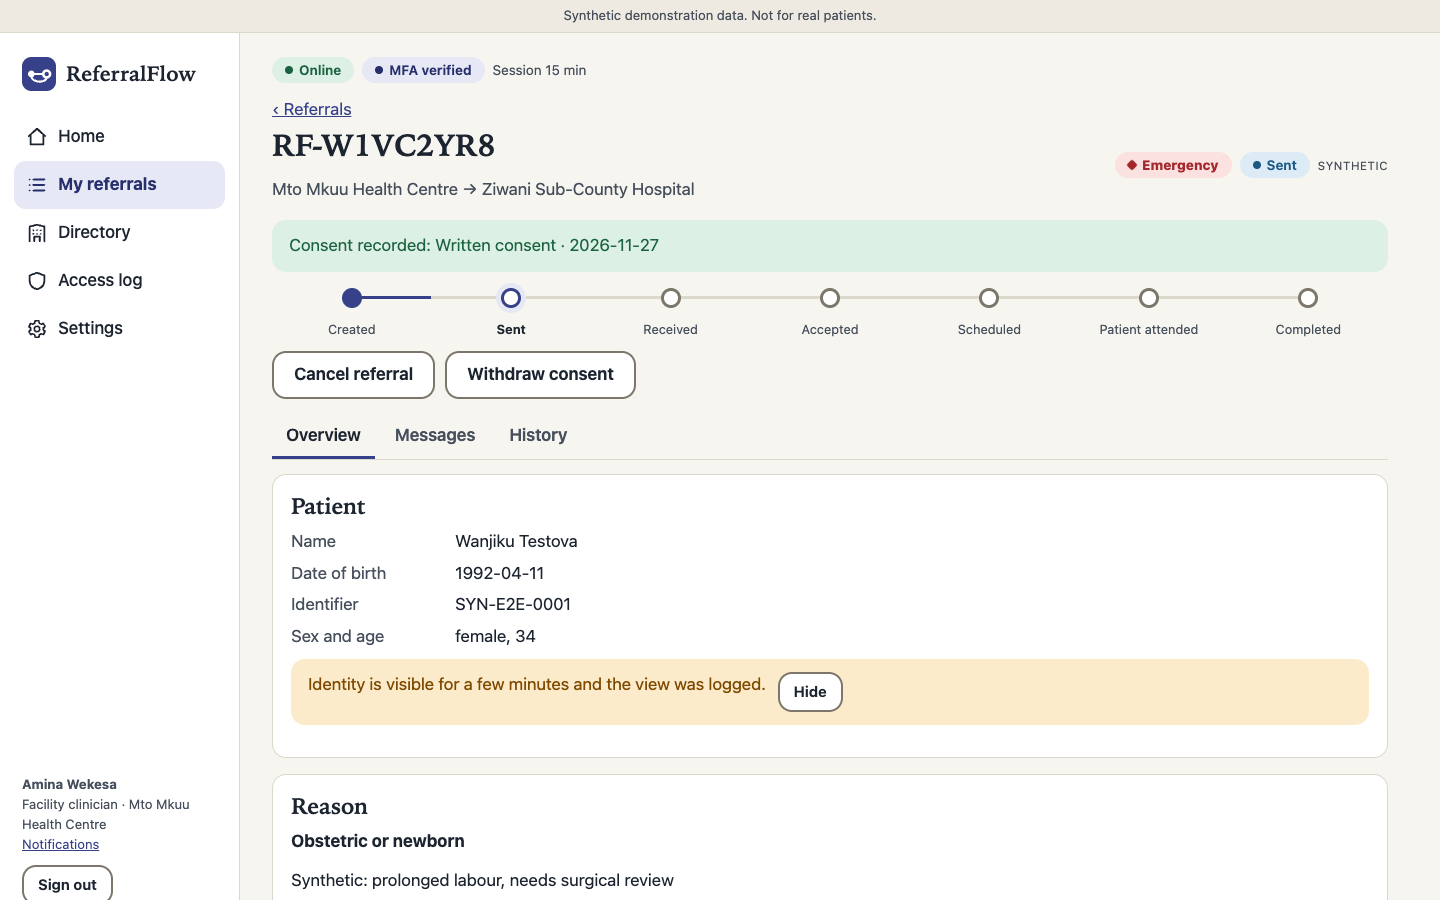 Synthetic demonstration data. Not for real patients.
ReferralFlow
Home
My referrals
Directory
Access log
Settings
Amina Wekesa
Facility clinician · Mto Mkuu
Health Centre
Notifications
Sign out
Online
MFA verified
Session 15 min
‹ Referrals
RF-W1VC2YR8
Mto Mkuu Health Centre → Ziwani Sub-County Hospital
Emergency
Sent
SYNTHETIC
Consent recorded: Written consent · 2026-11-27
Created
Sent
Received
Accepted
Scheduled
Patient attended
Completed
Cancel referral
Withdraw consent
Overview
Messages
History
Patient
Name Wanjiku Testova
Date of birth 1992-04-11
Identifier SYN-E2E-0001
Sex and age female, 34
Identity is visible for a few minutes and the view was logged.
Hide
Reason
Obstetric or newborn
Synthetic: prolonged labour, needs surgical review